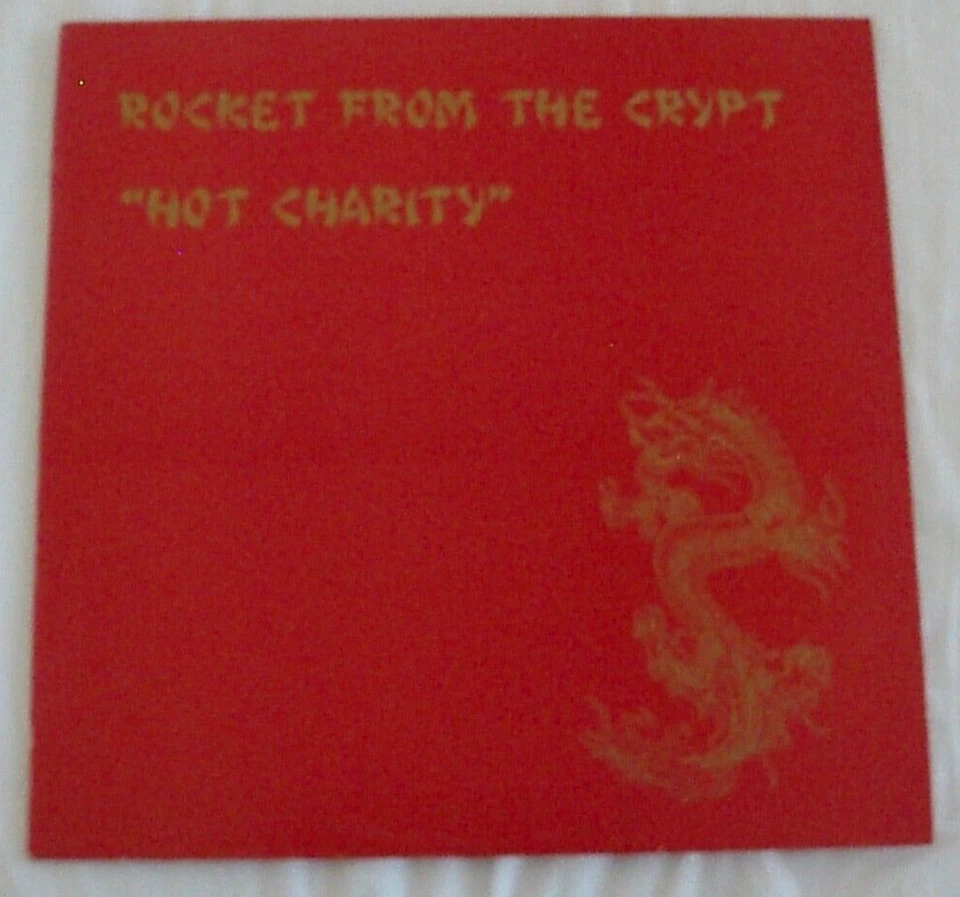 ROCKET FROM THE CRYPT
“HOT CHARITY”